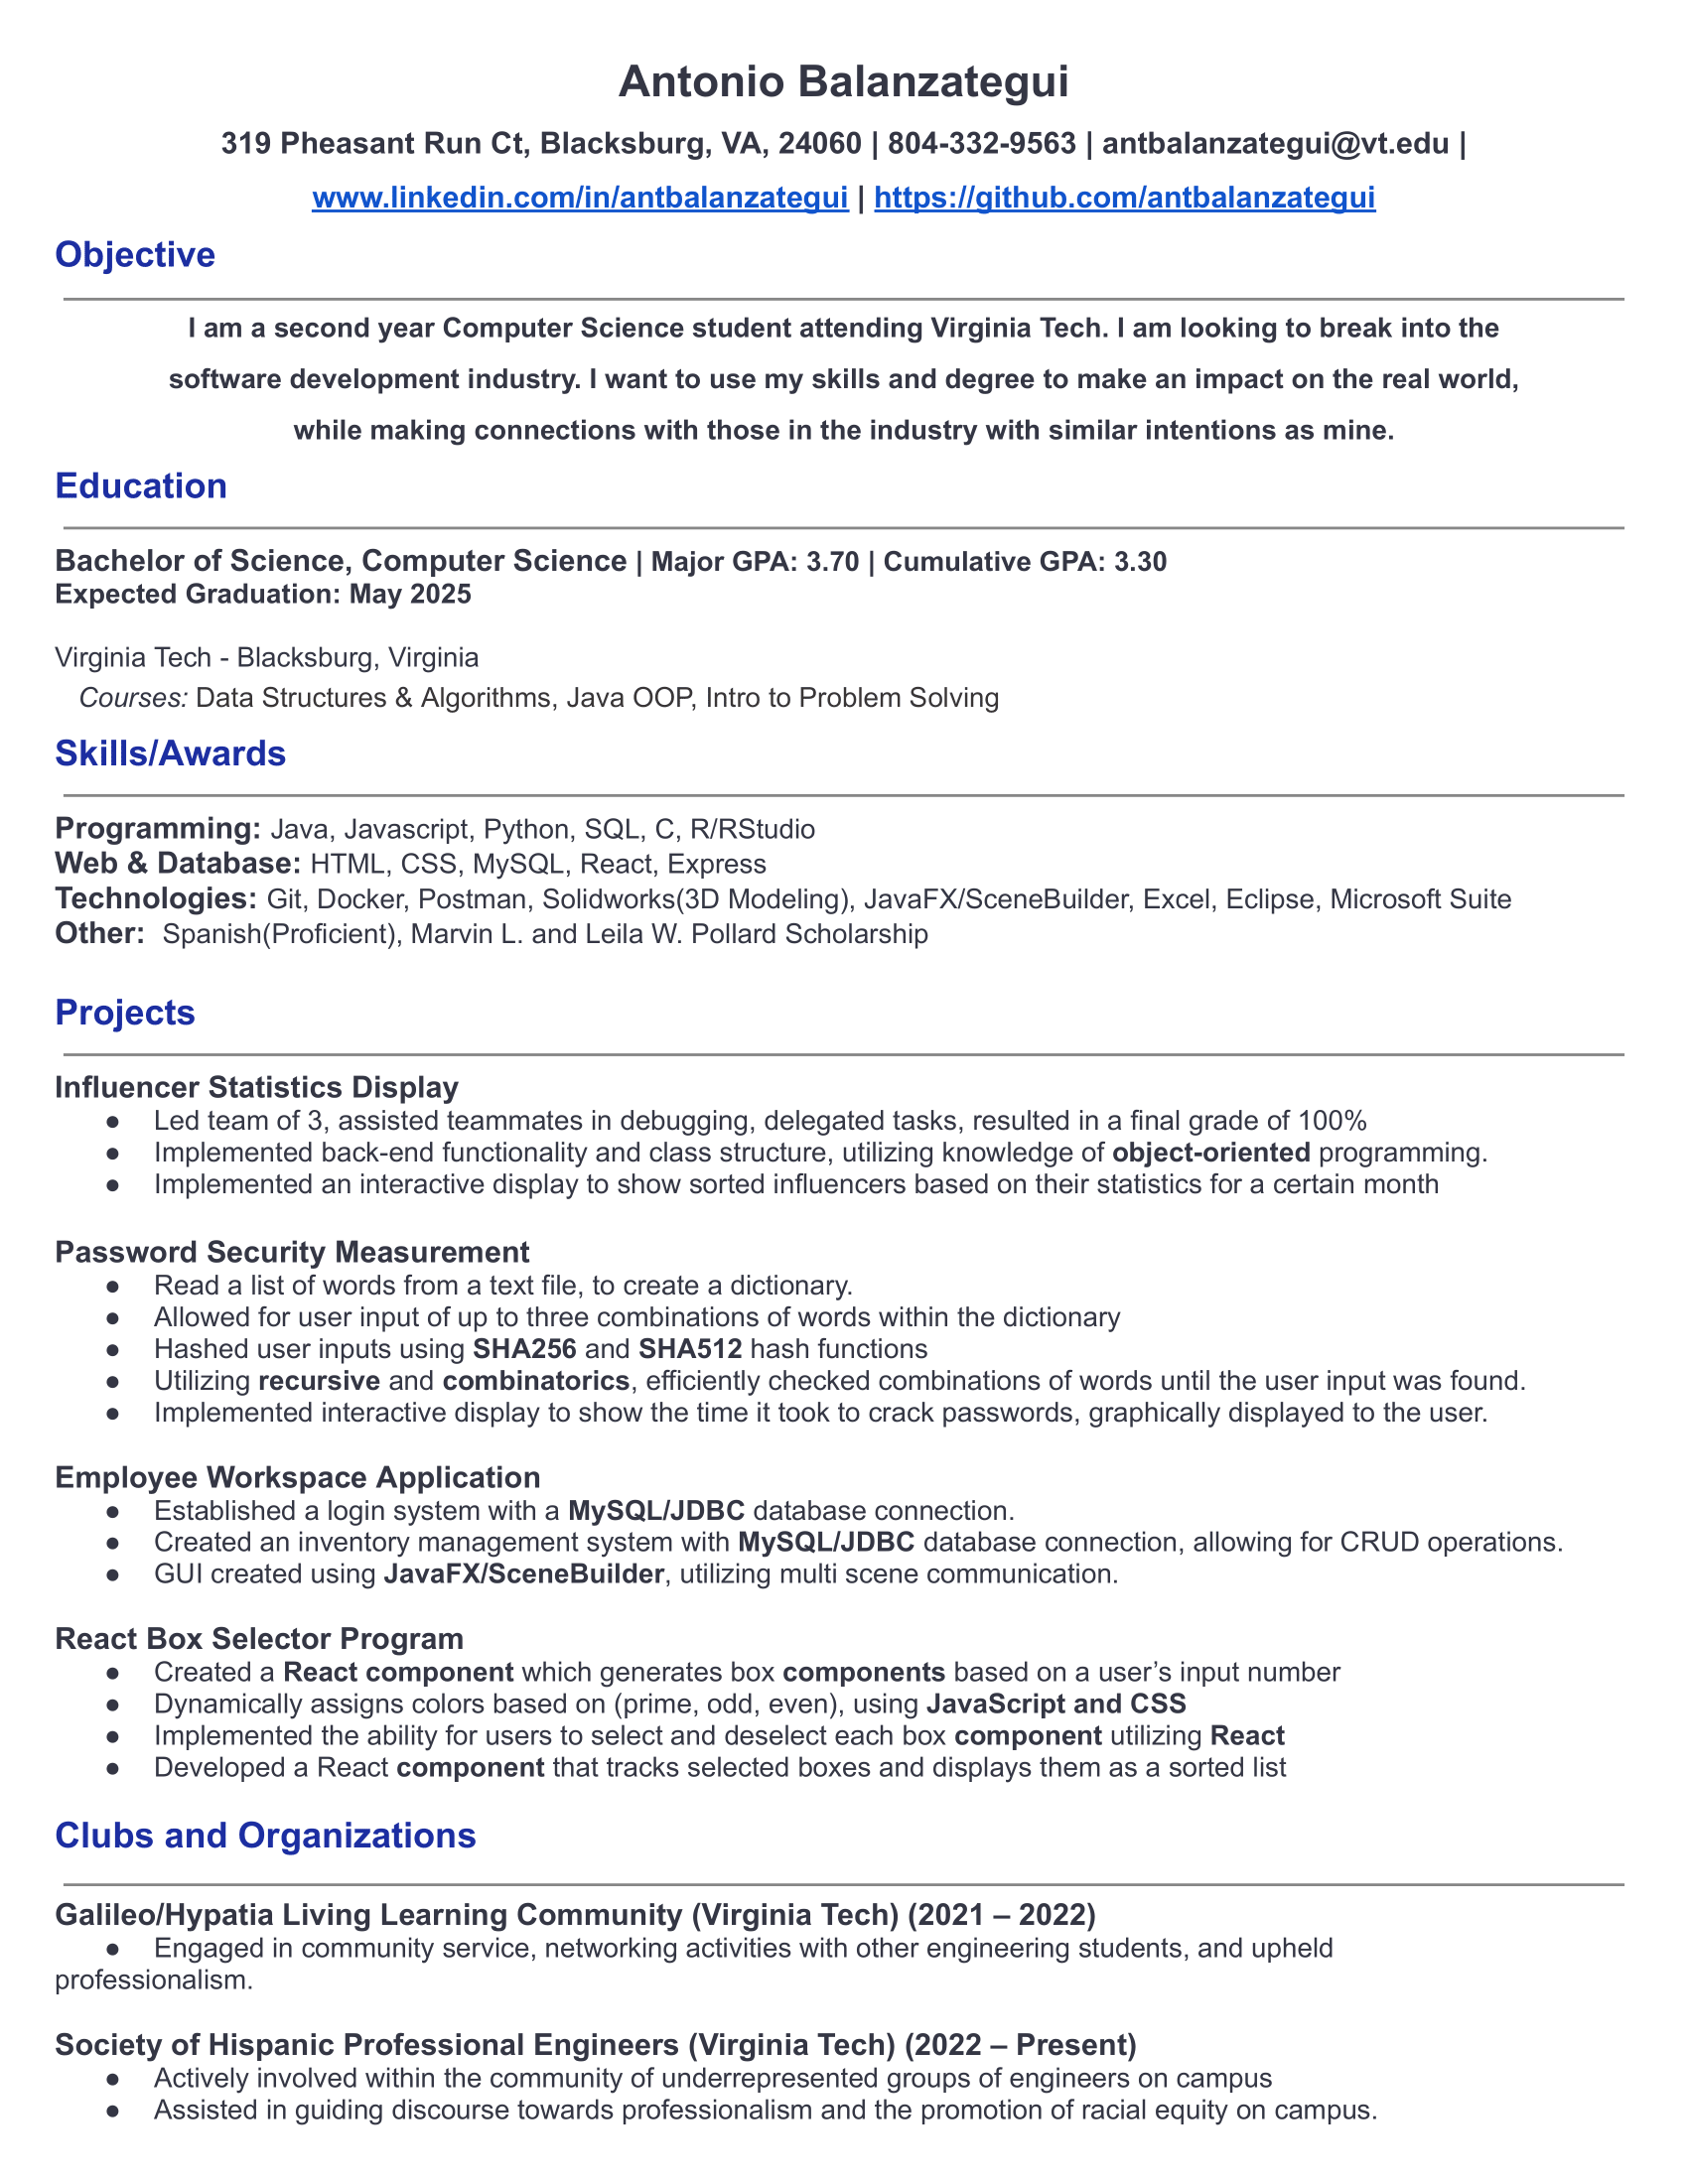 Antonio Balanzategui
319 Pheasant Run Ct, Blacksburg, VA, 24060 | 804-332-9563 | antbalanzategui@vt.edu |
www.linkedin.com/in/antbalanzategui | https://github.com/antbalanzategui
Objective
I am a second year Computer Science student attending Virginia Tech. I am looking to break into the
software development industry. I want to use my skills and degree to make an impact on the real world,
while making connections with those in the industry with similar intentions as mine.
Education
Bachelor of Science, Computer Science | Major GPA: 3.70 | Cumulative GPA: 3.30
Expected Graduation: May 2025
Virginia Tech - Blacksburg, Virginia
Courses: Data Structures & Algorithms, Java OOP, Intro to Problem Solving
Skills/Awards
Programming: Java, Javascript, Python, SQL, C, R/RStudio
Web & Database: HTML, CSS, MySQL, React, Express
Technologies: Git, Docker, Postman, Solidworks(3D Modeling), JavaFX/SceneBuilder, Excel, Eclipse, Microsoft Suite
Other: Spanish(Proficient), Marvin L. and Leila W. Pollard Scholarship
Projects
Influencer Statistics Display
● Led team of 3, assisted teammates in debugging, delegated tasks, resulted in a final grade of 100%
● Implemented back-end functionality and class structure, utilizing knowledge of object-oriented programming.
● Implemented an interactive display to show sorted influencers based on their statistics for a certain month
Password Security Measurement
● Read a list of words from a text file, to create a dictionary.
● Allowed for user input of up to three combinations of words within the dictionary
● Hashed user inputs using SHA256 and SHA512 hash functions
● Utilizing recursive and combinatorics, efficiently checked combinations of words until the user input was found.
● Implemented interactive display to show the time it took to crack passwords, graphically displayed to the user.
Employee Workspace Application
● Established a login system with a MySQL/JDBC database connection.
● Created an inventory management system with MySQL/JDBC database connection, allowing for CRUD operations.
● GUI created using JavaFX/SceneBuilder, utilizing multi scene communication.
React Box Selector Program
● Created a React component which generates box components based on a user’s input number
● Dynamically assigns colors based on (prime, odd, even), using JavaScript and CSS
● Implemented the ability for users to select and deselect each box component utilizing React
● Developed a React component that tracks selected boxes and displays them as a sorted list
Clubs and Organizations
Galileo/Hypatia Living Learning Community (Virginia Tech) (2021 – 2022)
● Engaged in community service, networking activities with other engineering students, and upheld
professionalism.
Society of Hispanic Professional Engineers (Virginia Tech) (2022 – Present)
● Actively involved within the community of underrepresented groups of engineers on campus
● Assisted in guiding discourse towards professionalism and the promotion of racial equity on campus.